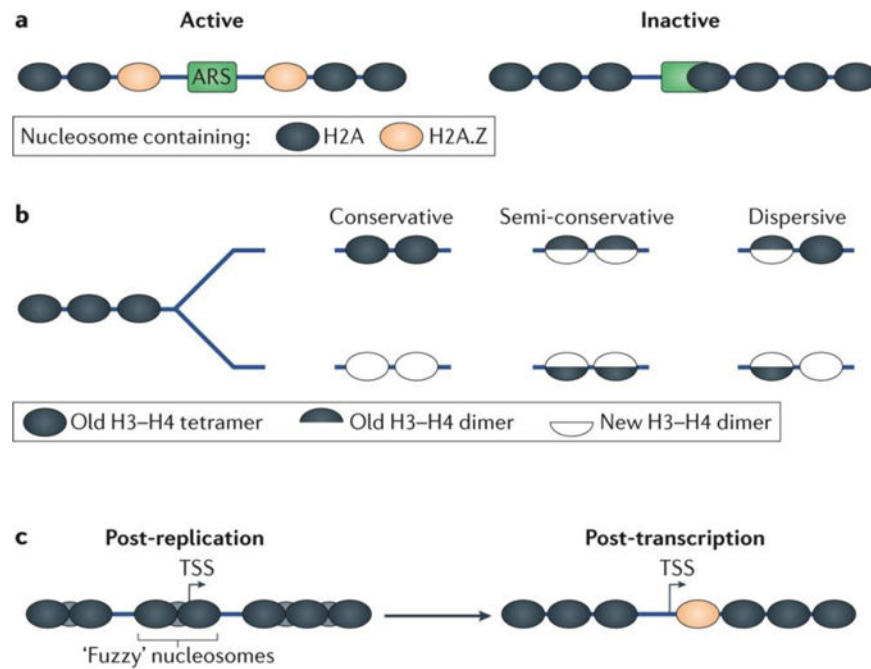 a
Active
Inactive
ARS
Nucleosome containing: H2A H2A.Z
b
Conservative Semi-conservative Dispersive
Old H3–H4 tetramer Old H3–H4 dimer New H3–H4 dimer
c
Post-replication
Post-transcription
TSS
TSS
'Fuzzy' nucleosomes